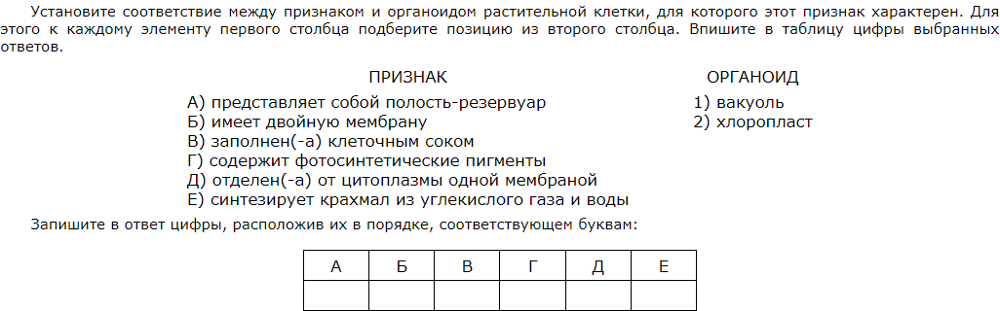 Установите соответствие между признаком и органоидом растительной клетки, для которого этот признак характерен. Для
этого к каждому элементу первого столбца подберите позицию из второго столбца. Впишите в таблицу цифры выбранных
ответов.
ПРИЗНАК ОРГАНОИД
А) представляет собой полость-резервуар 1) вакуоль
Б) имеет двойную мембрану 2) хлоропласт
В) заполнен(-а) клеточным соком
Г) содержит фотосинтетические пигменты
Д) отделен(-а) от цитоплазмы одной мембраной
Е) синтезирует крахмал из углекислого газа и воды
Запишите в ответ цифры, расположив их в порядке, соответствующем буквам:
А Б В Г Д Е